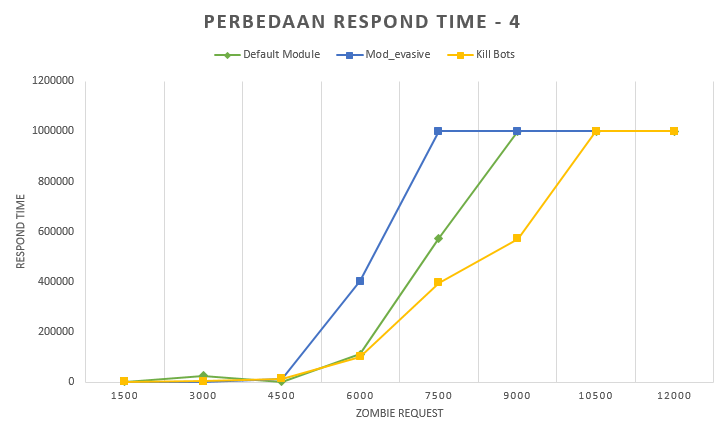 PERBEDAAN RESPOND TIME - 4
Default Module Mod_evasive Kill Bots
1200000
1000000
800000
600000
400000
200000
0
RESPOND TIME
1500 3000 4500 6000 7500 9000 10500 12000
ZOMBIE REQUEST